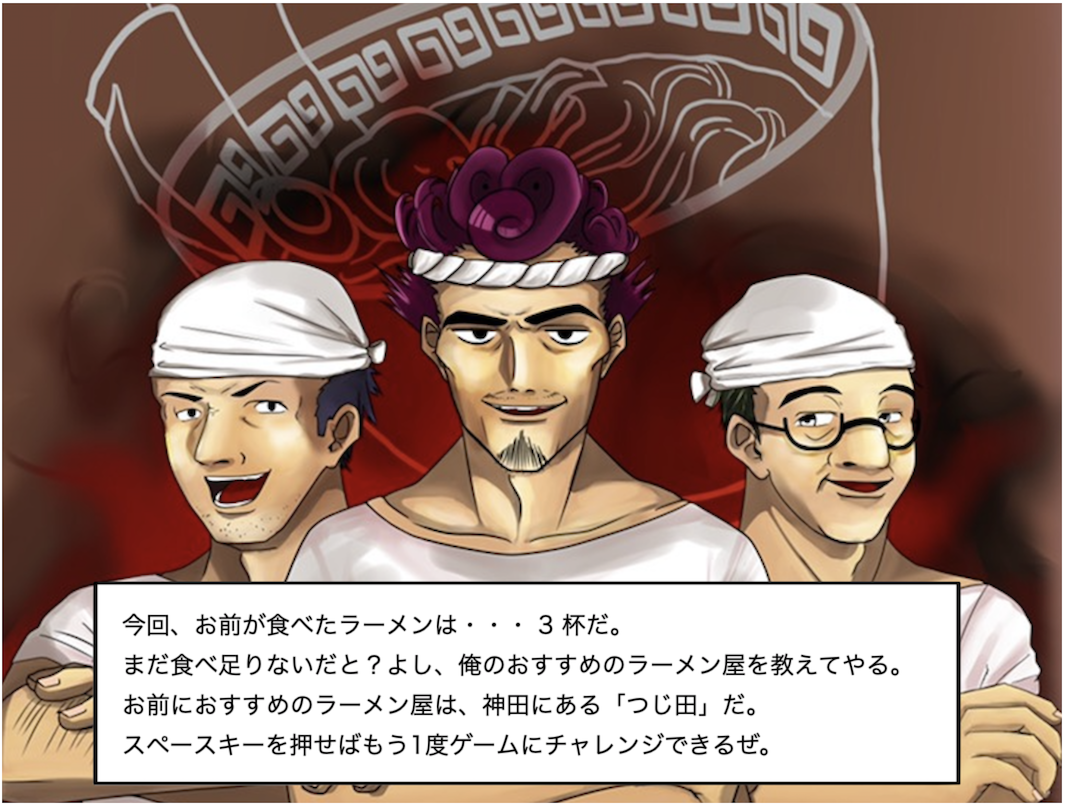 今回、お前が食べたラーメンは・・・ 3 杯だ。
まだ食べ足りないだと？よし、俺のおすすめのラーメン屋を教えてやる。
お前におすすめのラーメン屋は、神田にある「つじ田」だ。
スペースキーを押せばもう1度ゲームにチャレンジできるぜ。